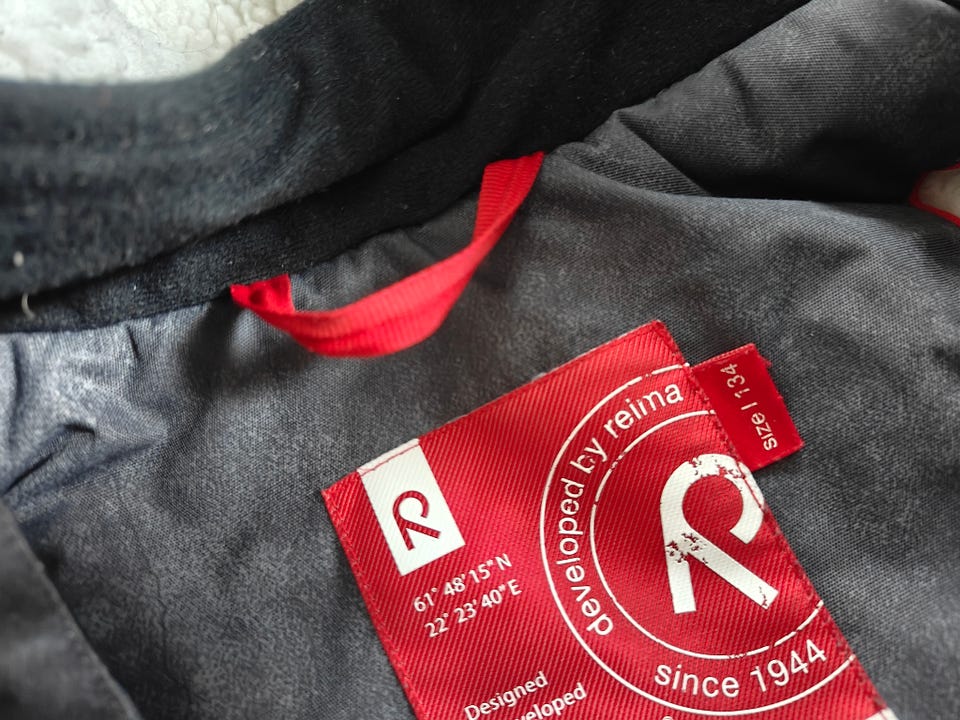 size | 134
developed by reima
since 1944
61° 48' 15" N
22° 23' 40" E
Designed